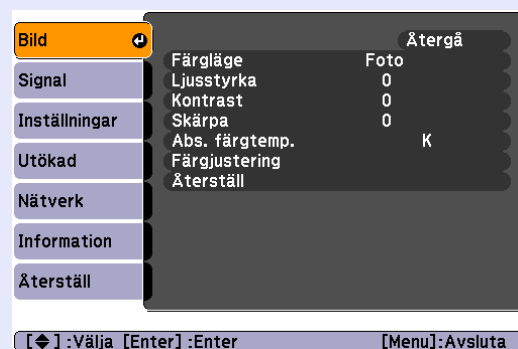 Bild
Signal
Inställningar
Utökad
Nätverk
Information
Återställ
Återgå
Färgläge Foto
Ljusstyrka 0
Kontrast 0
Skärpa 0
Abs. färgtemp. K
Färgjustering
Återställ
[◆]:Välja [Enter]:Enter [Menu]:Avsluta